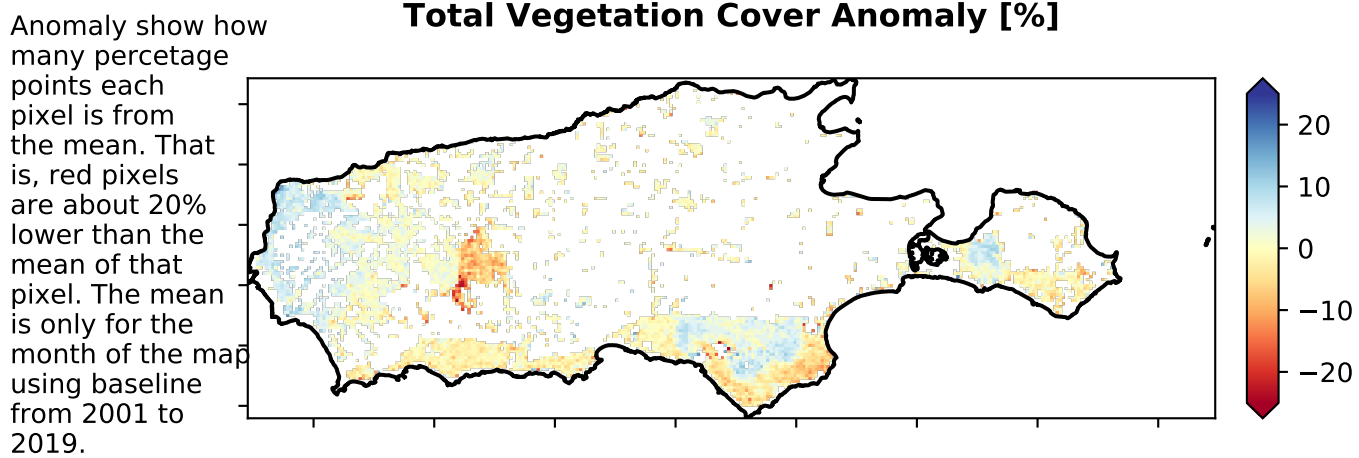 Total Vegetation Cover Anomaly [%]
Anomaly show how
many percetage
points each
pixel is from
the mean. That
is, red pixels
are about 20%
lower than the
mean of that
pixel. The mean
is only for the
month of the map
using baseline
from 2001 to
2019.
20
10
0
−10
−20